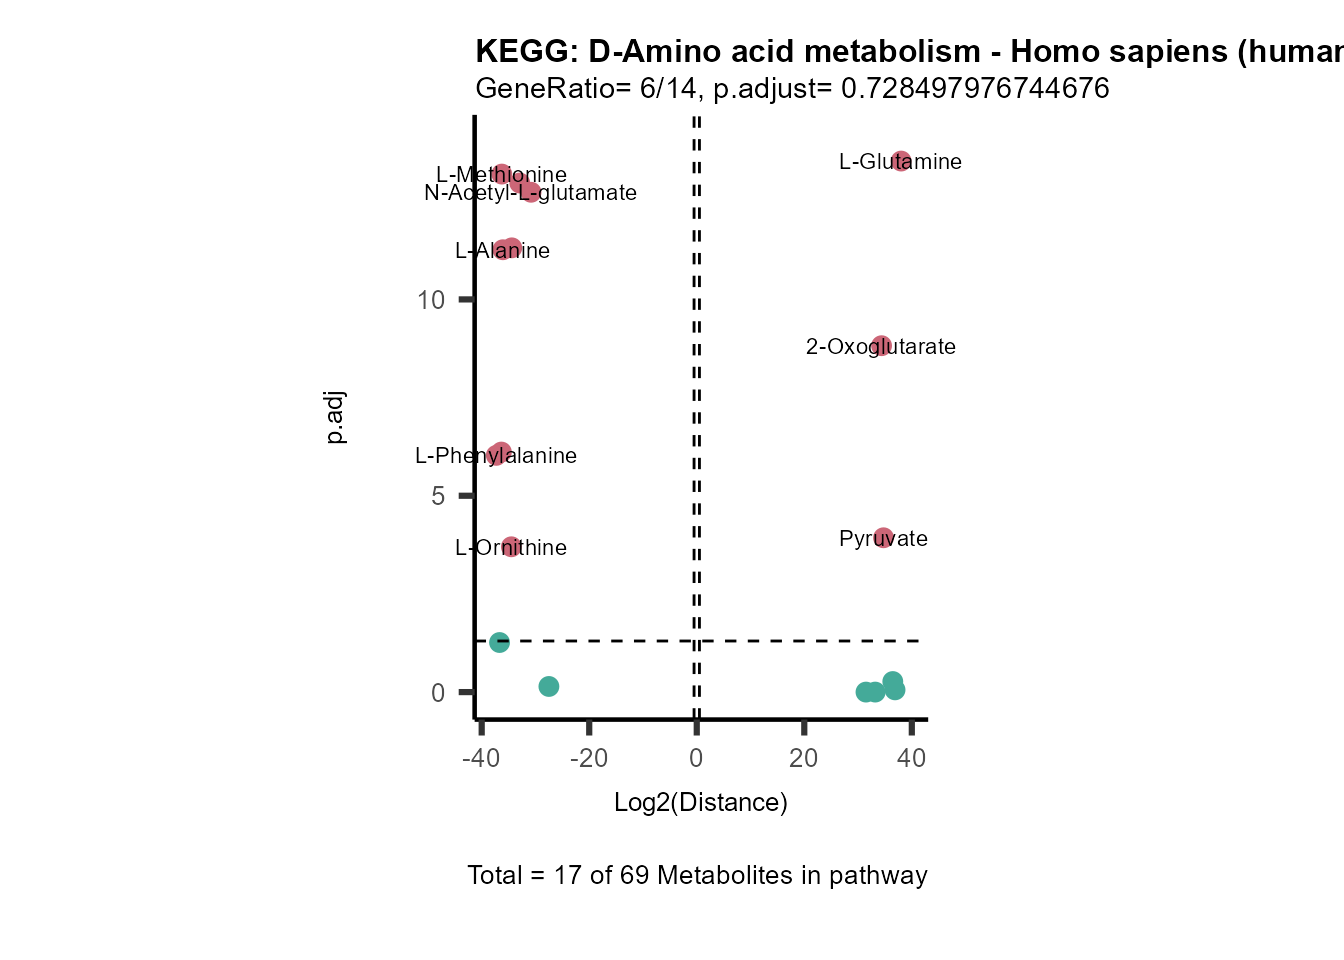 KEGG: D-Amino acid metabolism - Homo sapiens (human
GeneRatio= 6/14, p.adjust= 0.728497976744676
L-Glutamine
L-Methionine
N-Acetyl-L-glutamate
L-Alanine
10
2-Oxoglutarate
p.adj
L-Phenylalanine
5
Pyruvate
L-Ornithine
0
-40 -20 0 20 40
Log2(Distance)
Total = 17 of 69 Metabolites in pathway